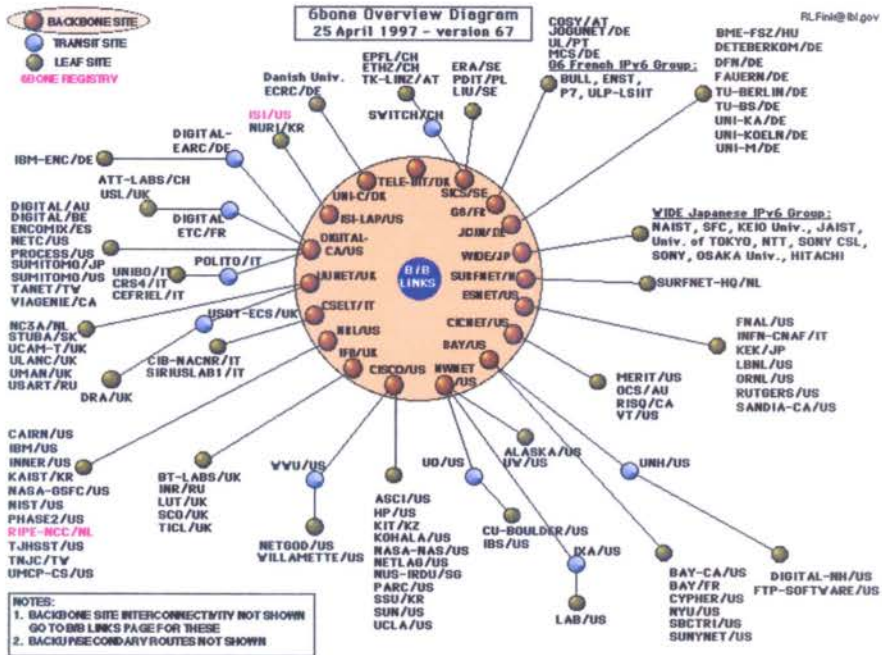 BACKBONE SITE
TRANSIT SITE
LEAF SITE
6BONE REGISTRY
6bone Overview Diagram
25 April 1997 - version 67
RLFink@lbl.gov
COSY/AT
JOGUNET/DE
UL/PT
MCS/DE
G6 French IPv6 Group:
BULL, ENST,
P7, ULP-LSIIT
BME-FSZ/HU
DETEBERKOM/DE
DFN/DE
FAUERN/DE
TU-BERLIN/DE
TU-BS/DE
UNI-KA/DE
UNI-KOELN/DE
UNI-M/DE
EPFL/CH
ETHZ/CH
TK-LINZ/AT
ERA/SE
PDIT/PL
LIU/SE
SWITCH/CH
Danish Univ.
ECRC/DE
ISI/US
NURI/KR
DIGITAL-
EARC/DE
IBM-ENC/DE
ATT-LABS/CH
USL/UK
DIGITAL
ETC/FR
DIGITAL/AU
DIGITAL/BE
ENCOMIX/ES
NETC/US
PROCESS/US
SUMITOMO/JP
SUMITOMO/US
TANET/TW
VIAGENIE/CA
POLITO/IT
UNIBO/IT
CRS4/IT
CEFRIEL/IT
TELE-BIT/DK
SICS/SE
G6/FR
JOIN/DE
WIDE/JP
SURFNET/N
ESNET/US
CICNET/US
BAY/US
NWNET
/US
CISCO/US
IFB/UK
NRL/US
CSELT/IT
UUNET/UK
DIGITAL-
CA/US
ISI-LAP/US
UNI-C/DK
B/B
LINKS
WIDE Japanese IPv6 Group:
NAIST, SFC, KEIO Univ., JAIST,
Univ. of TOKYO, NTT, SONY CSL,
SONY, OSAKA Univ., HITACHI
SURFNET-HQ/NL
FNAL/US
INFN-CNAF/IT
KEK/JP
LBNL/US
ORNL/US
RUTGERS/US
SANDIA-CA/US
MERIT/US
OCS/AU
RISQ/CA
VT/US
NC3A/NL
STUBA/SK
UCAM-T/UK
ULANC/UK
UMAN/UK
USART/RU
USOT-ECS/UK
DRA/UK
CIB-NACNR/IT
SIRIUSLAB1/IT
CAIRN/US
IBM/US
INNER/US
KAIST/KR
NASA-GSFC/US
NIST/US
PHASE2/US
RIPE-NCC/NL
TJHSST/US
TNJC/TW
UMCP-CS/US
BT-LABS/UK
INR/RU
LUT/UK
SCO/UK
TICL/UK
WWU/US
NETGOD/US
WILLAMETTE/US
ASCI/US
HP/US
KIT/KZ
KOHALA/US
NASA-NAS/US
NETLAG/US
NUS-IRDU/SG
PARC/US
SSU/KR
SUN/US
UCLA/US
UO/US
CU-BOULDER/US
IBS/US
ALASKA/US
UW/US
IXA/US
LAB/US
UNH/US
DIGITAL-NH/US
FTP-SOFTWARE/US
BAY-CA/US
BAY/FR
CYPHER/US
NYU/US
SBCTRI/US
SUNYNET/US
NOTES:
1. BACKBONE SITE INTERCONNECTIVITY NOT SHOWN
GO TO B/B LINKS PAGE FOR THESE
2. BACKUP/SECONDARY ROUTES NOT SHOWN